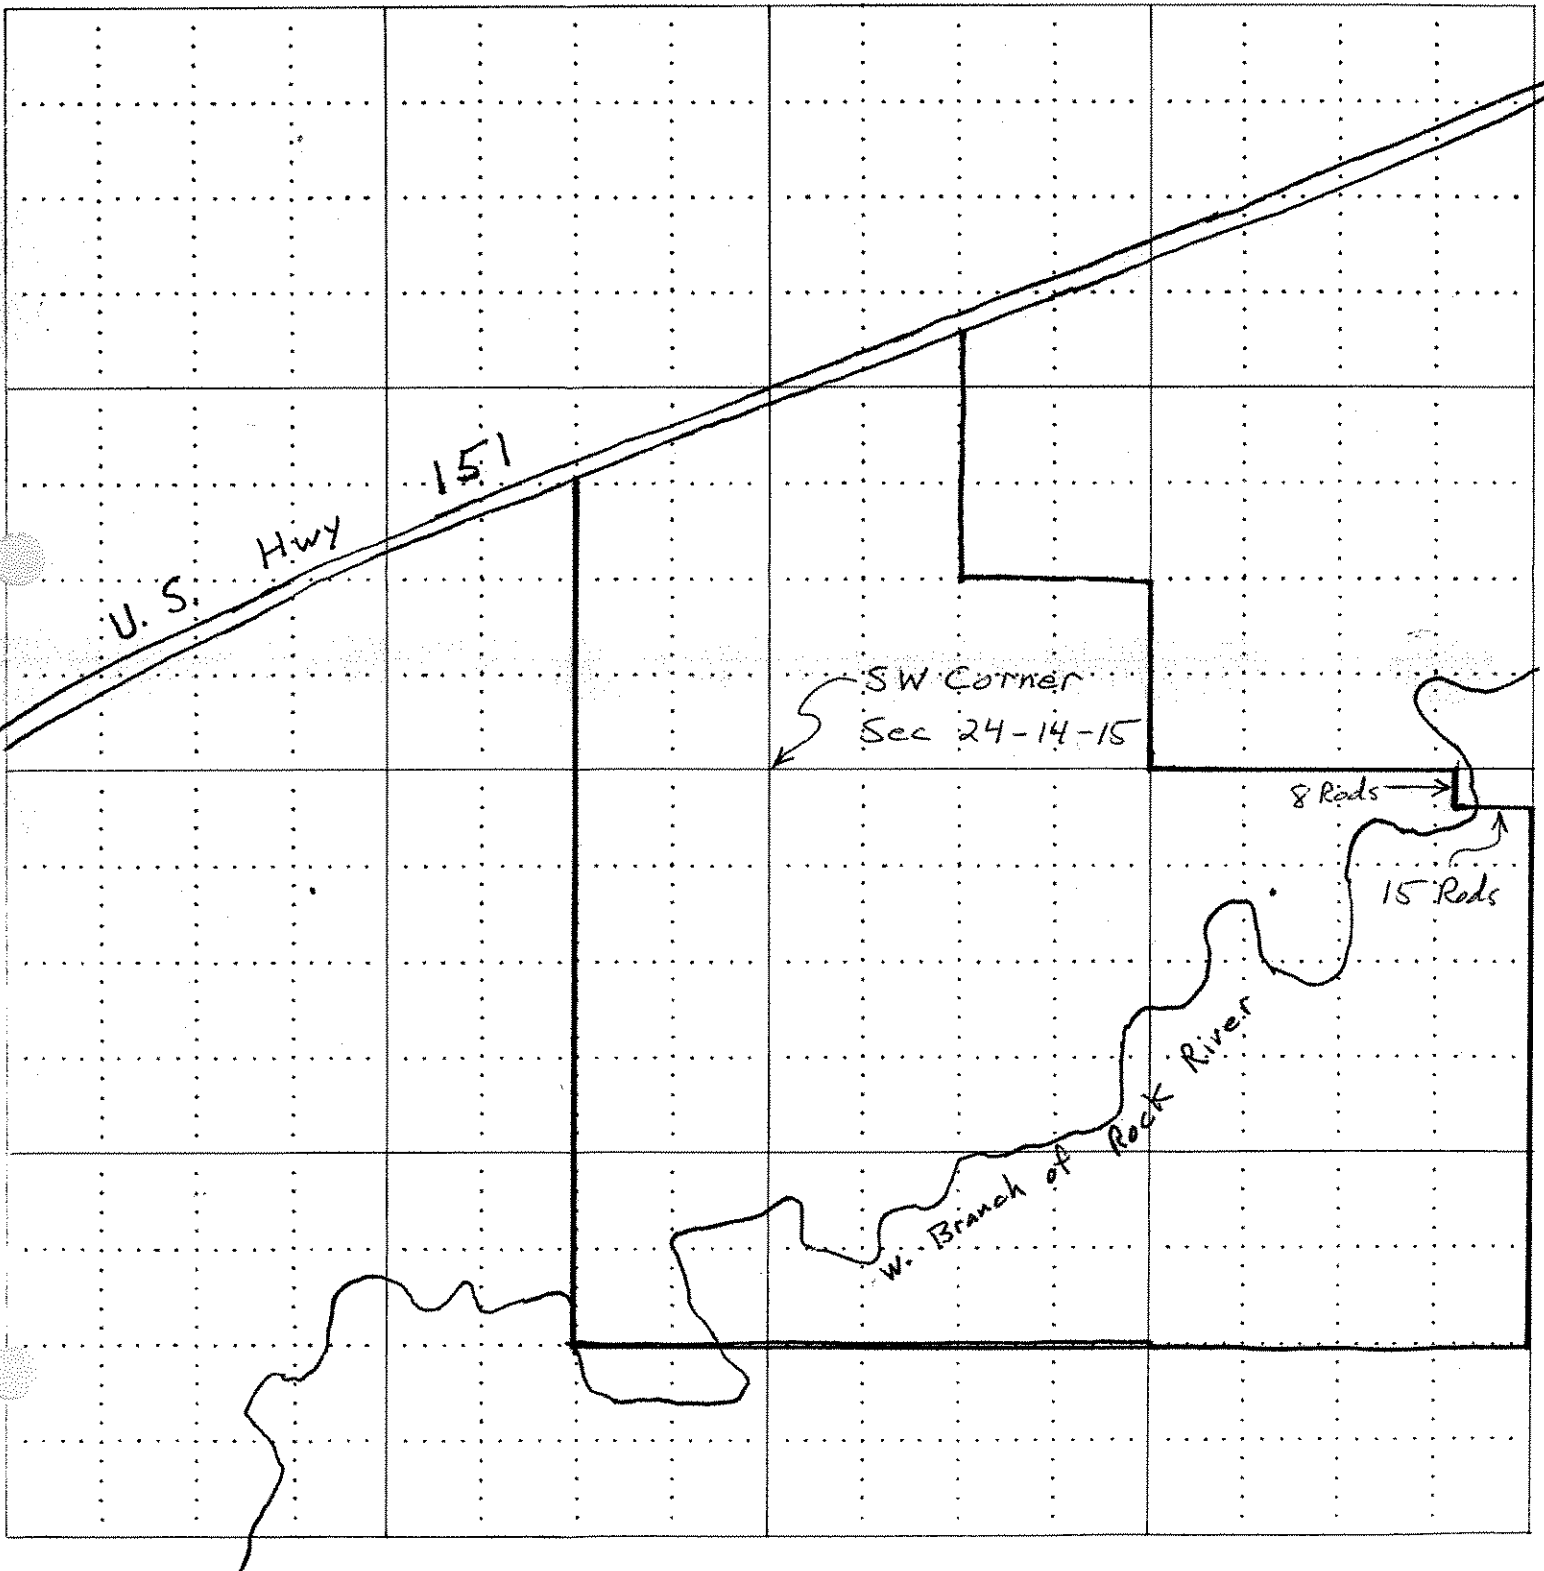 U. S. Hwy 151
SW Corner
Sec 24-14-15
8 Rods
15 Rods
W. Branch of Rock River